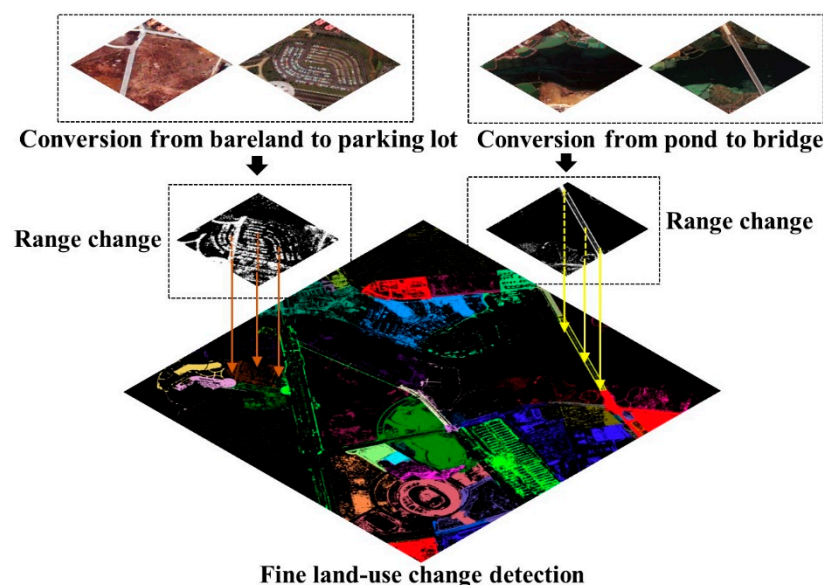 Conversion from bareland to parking lot
Conversion from pond to bridge
Range change
Range change
Fine land-use change detection